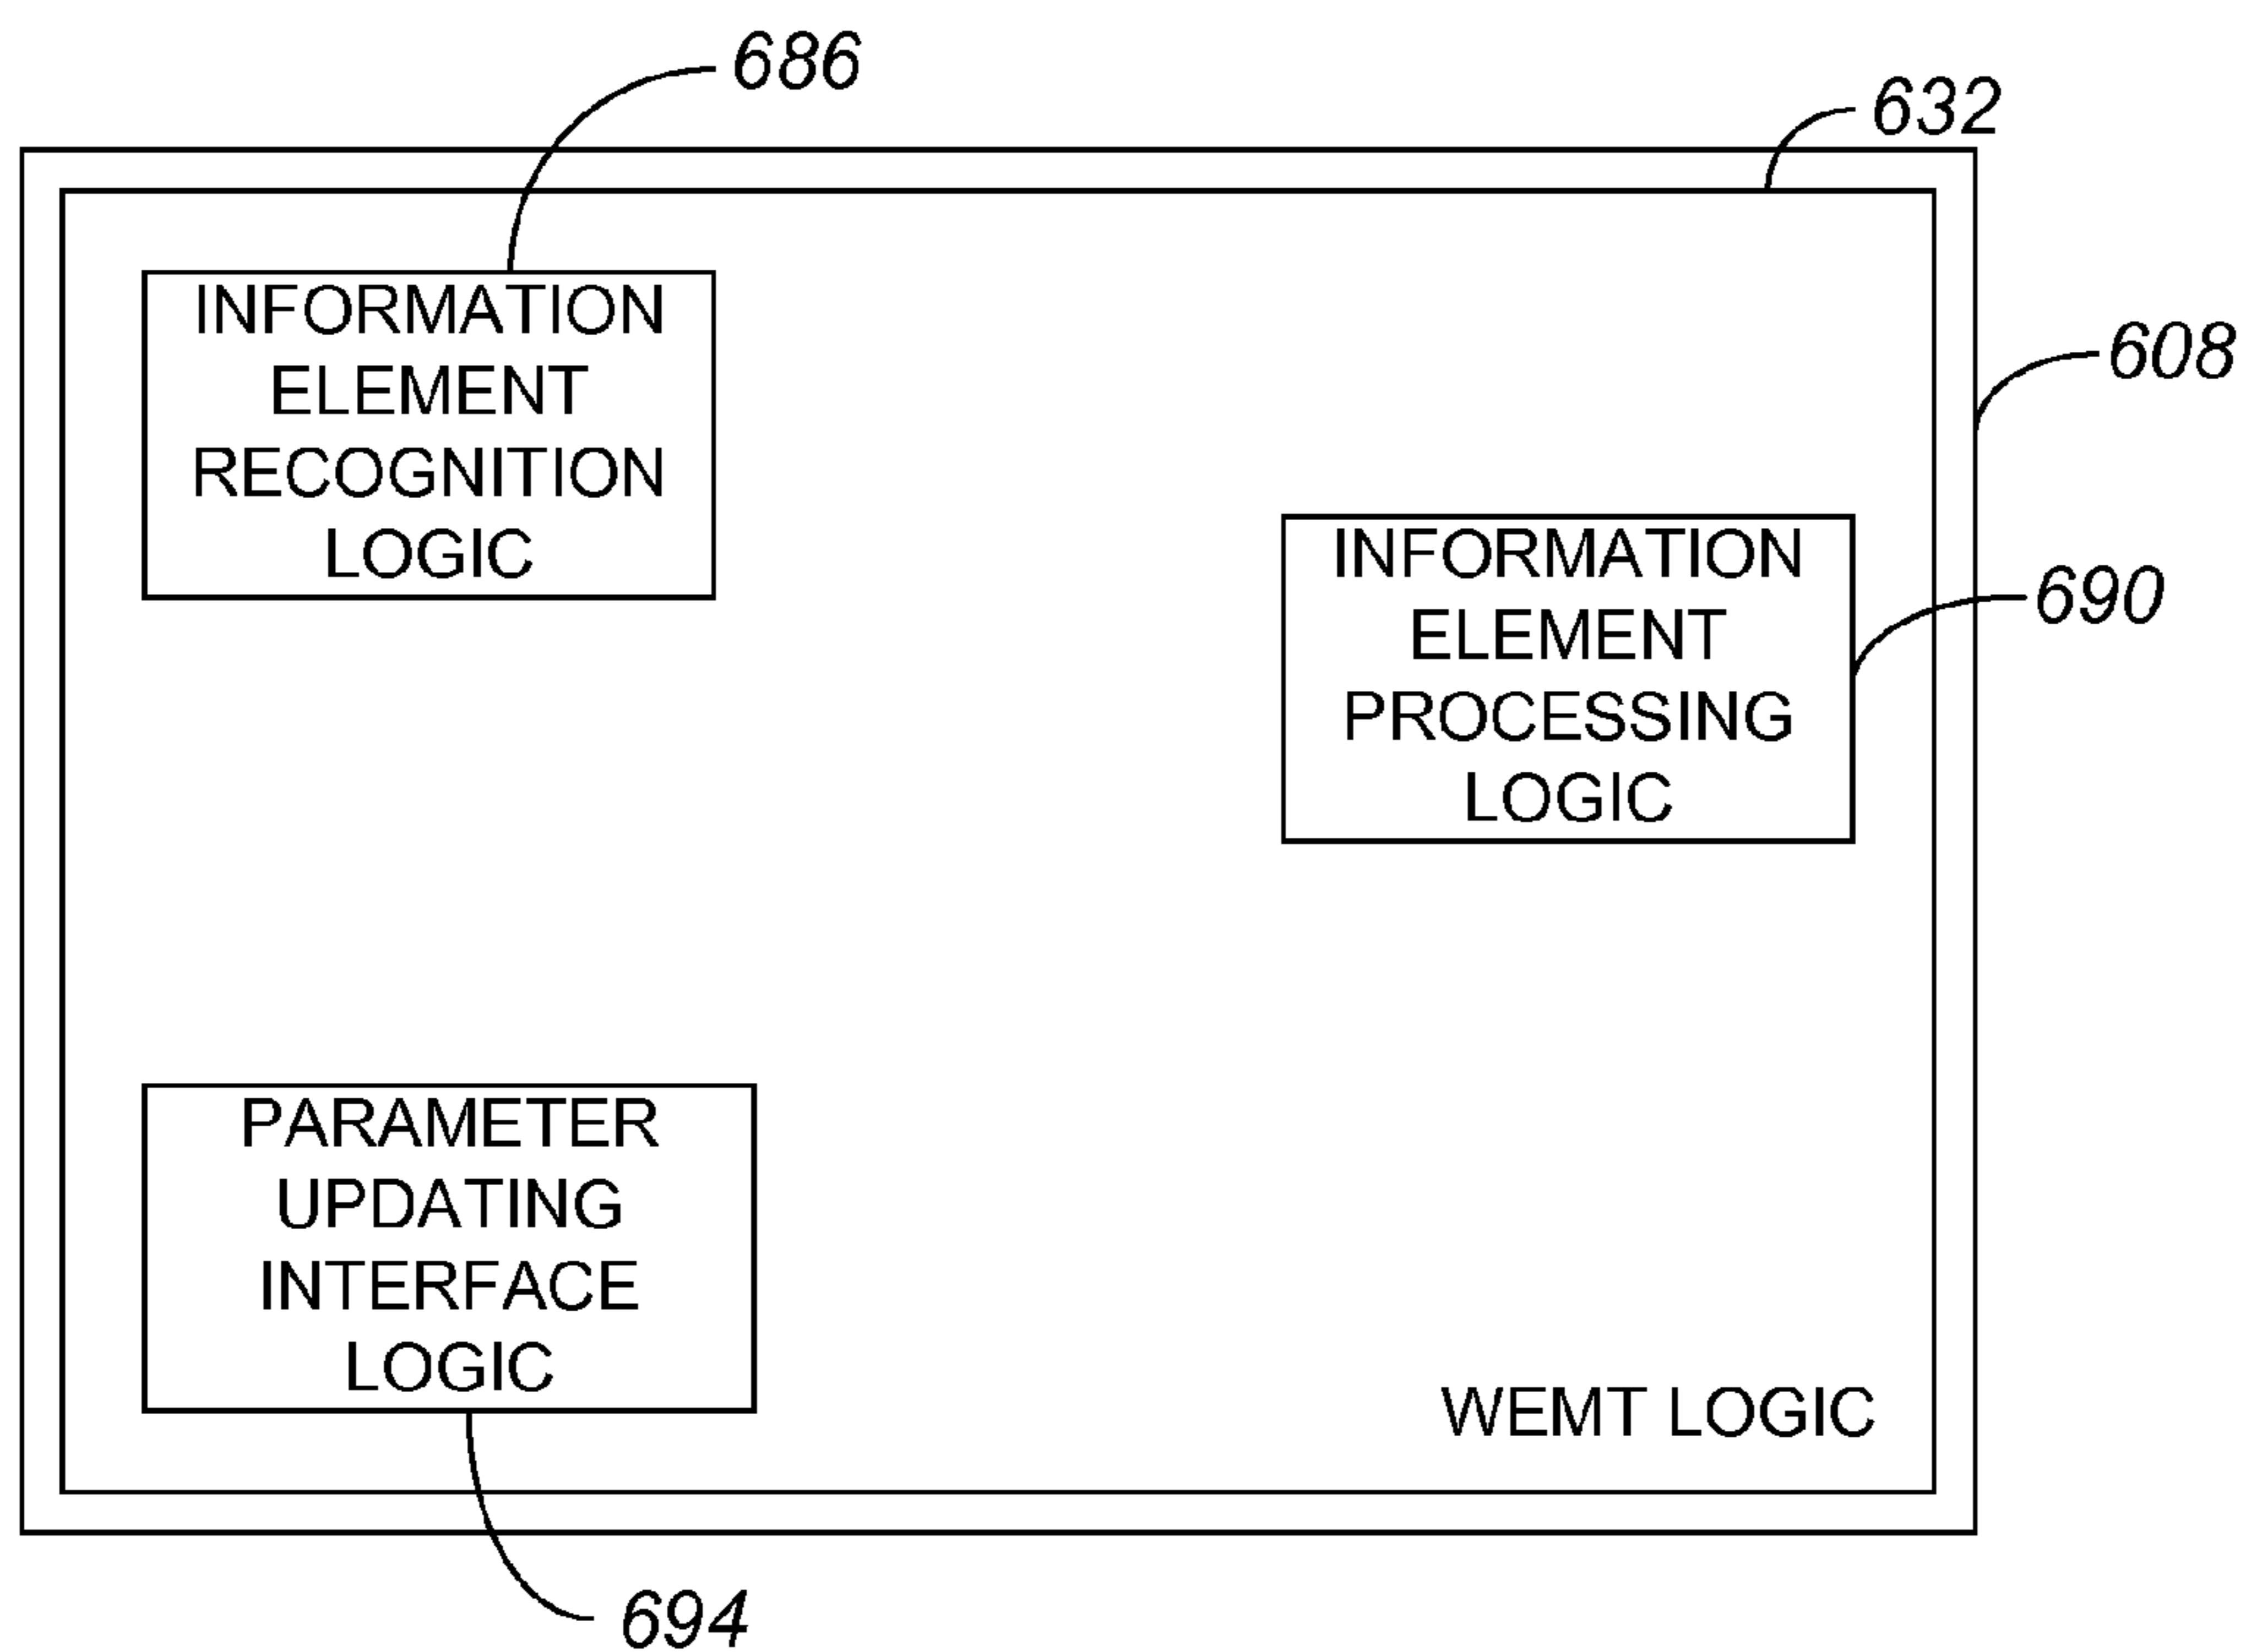 686
632
INFORMATION
ELEMENT
RECOGNITION
LOGIC
608
INFORMATION
ELEMENT
PROCESSING
LOGIC
690
PARAMETER
UPDATING
INTERFACE
LOGIC
WEMT LOGIC
694